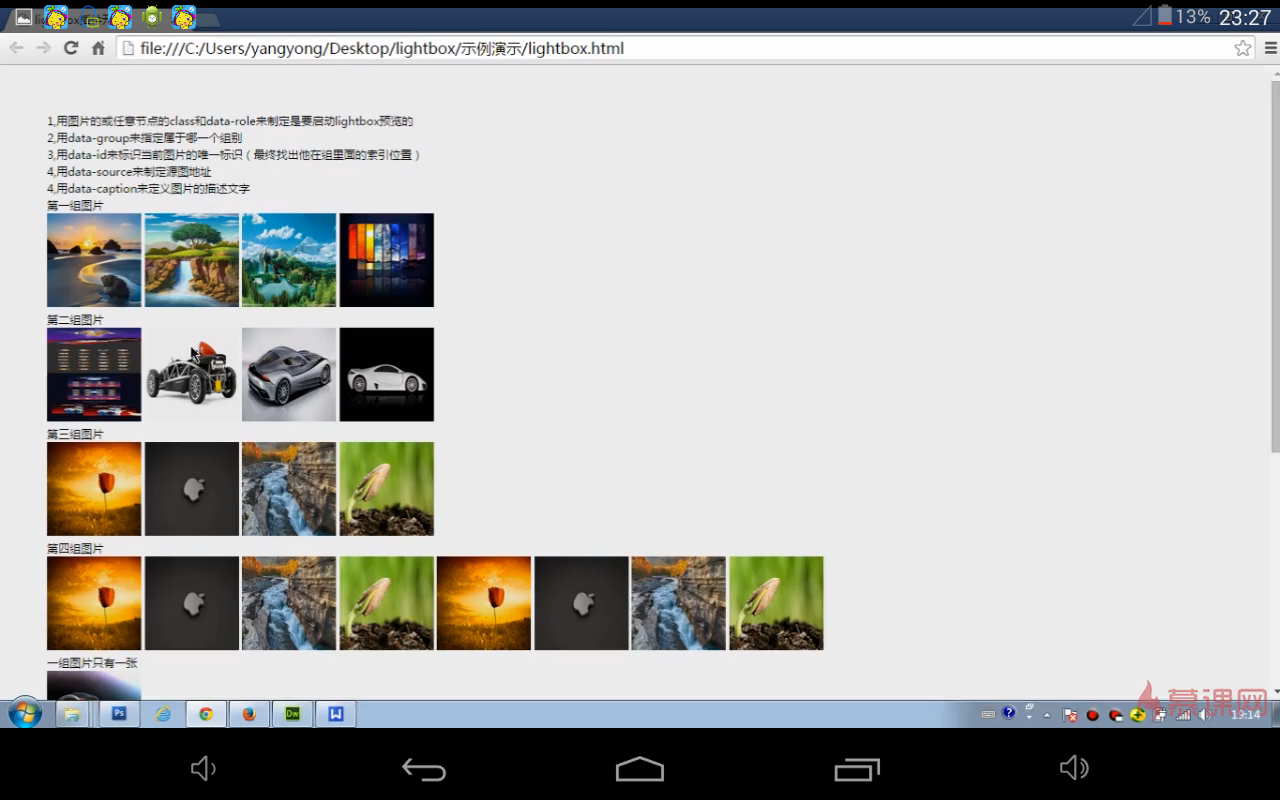 13% 23:27
file:///C:/Users/yangyong/Desktop/lightbox/示例演示/lightbox.html
1,用图片的或任意节点的class和data-role来制定是要启动lightbox预览的
2,用data-group来指定属于哪一个组别
3,用data-id来标识当前图片的唯一标识（最终找出他在组里面的索引位置）
4,用data-source来制定源图地址
4,用data-caption来定义图片的描述文字
第一组图片
第二组图片
第三组图片
第四组图片
一组图片只有一张
慕课网
Ps
Dw
W
19:14